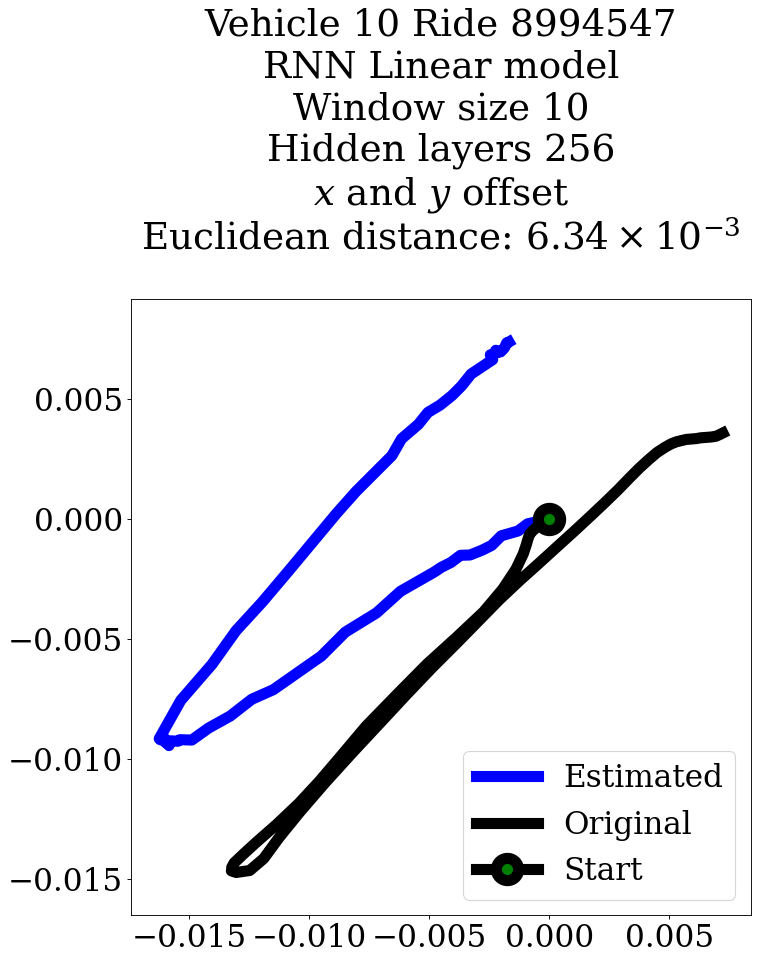 Vehicle 10 Ride 8994547
RNN Linear model
Window size 10
Hidden layers 256
x and y offset
Euclidean distance: 6.34 × 10⁻³
0.005
0.000
−0.005
−0.010
−0.015
Estimated
Original
Start
−0.015 −0.010 −0.005 0.000 0.005